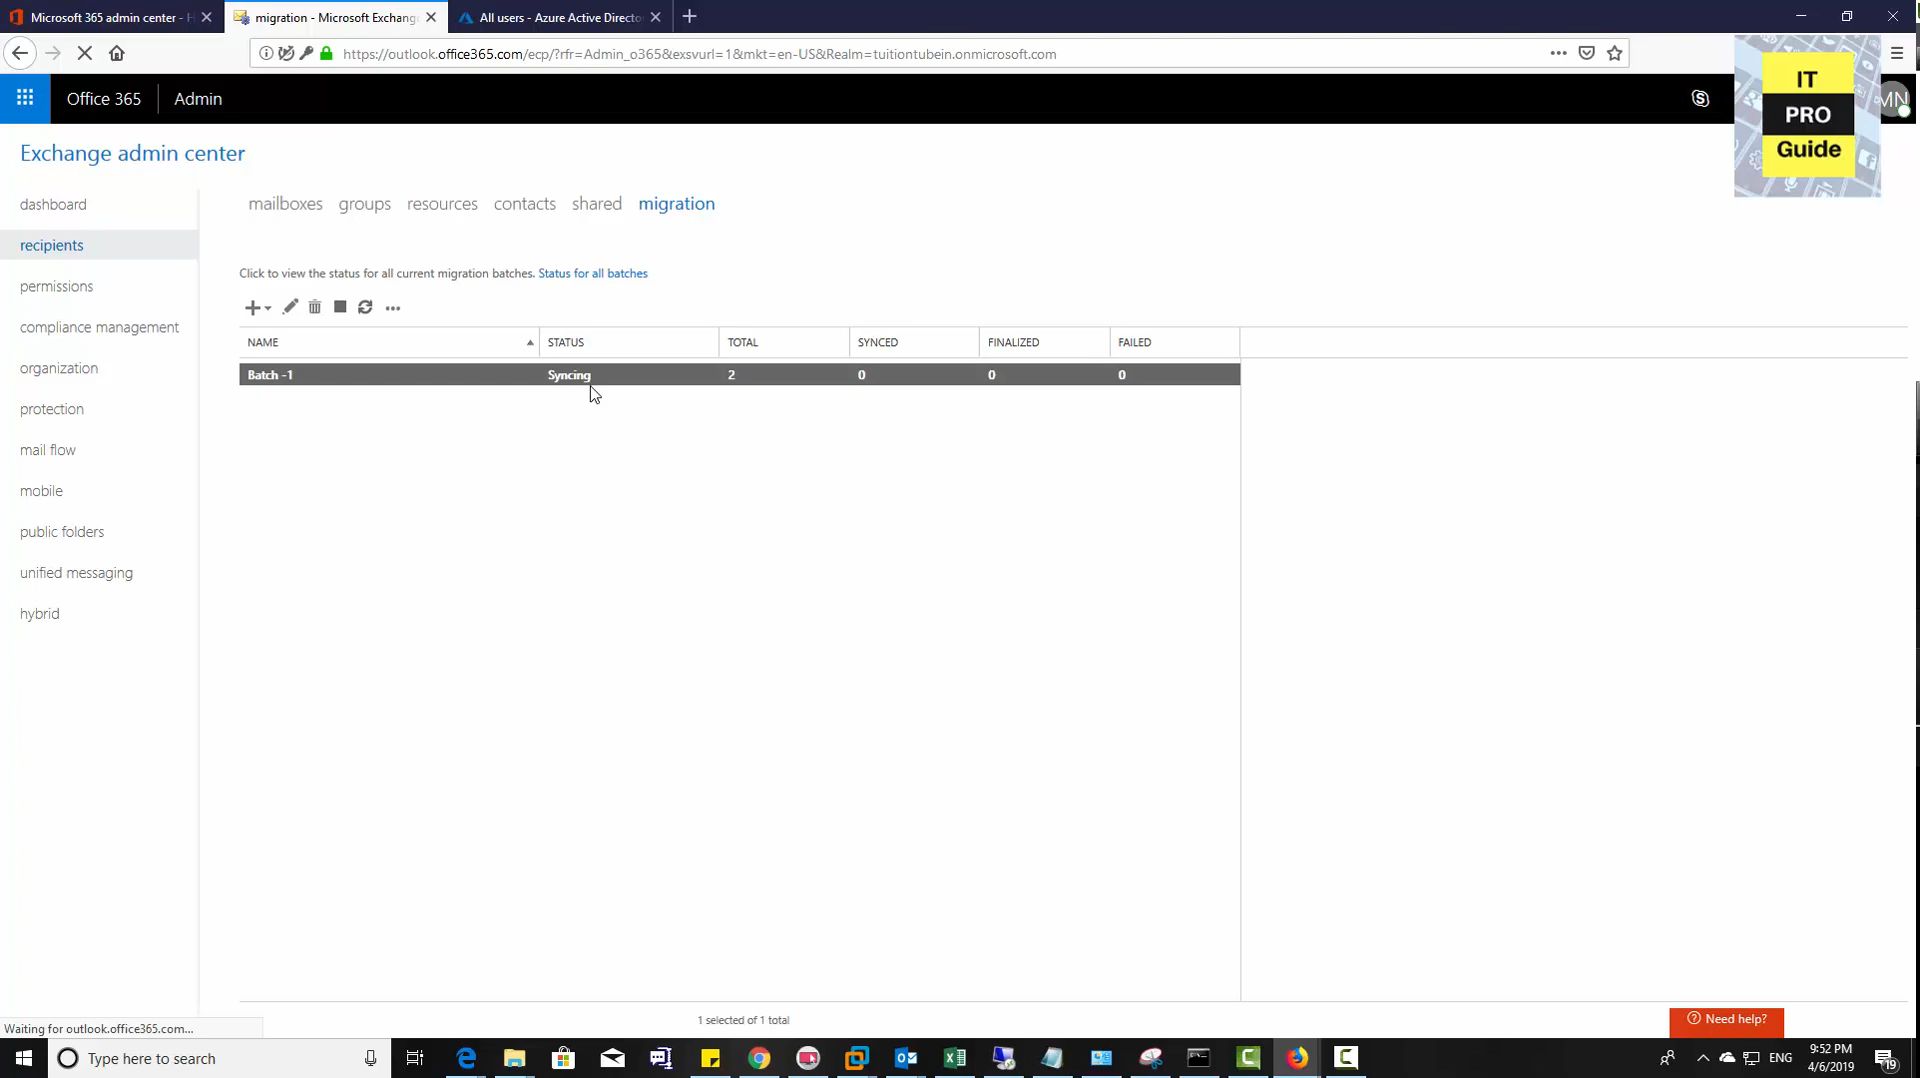 Microsoft 365 admin center - H
migration - Microsoft Exchang
All users - Azure Active Directo
https://outlook.office365.com/ecp/?rfr=Admin_o365&exsvurl=1&mkt=en-US&Realm=tuitiontubein.onmicrosoft.com
Office 365 Admin
MN
IT
PRO
Guide
Exchange admin center
dashboard
recipients
permissions
compliance management
organization
protection
mail flow
mobile
public folders
unified messaging
hybrid
mailboxes groups resources contacts shared migration
Click to view the status for all current migration batches. Status for all batches
NAME STATUS TOTAL SYNCED FINALIZED FAILED
Batch -1 Syncing 2 0 0 0
1 selected of 1 total
Need help?
Waiting for outlook.office365.com...
Type here to search
ENG
9:52 PM
4/6/2019
19